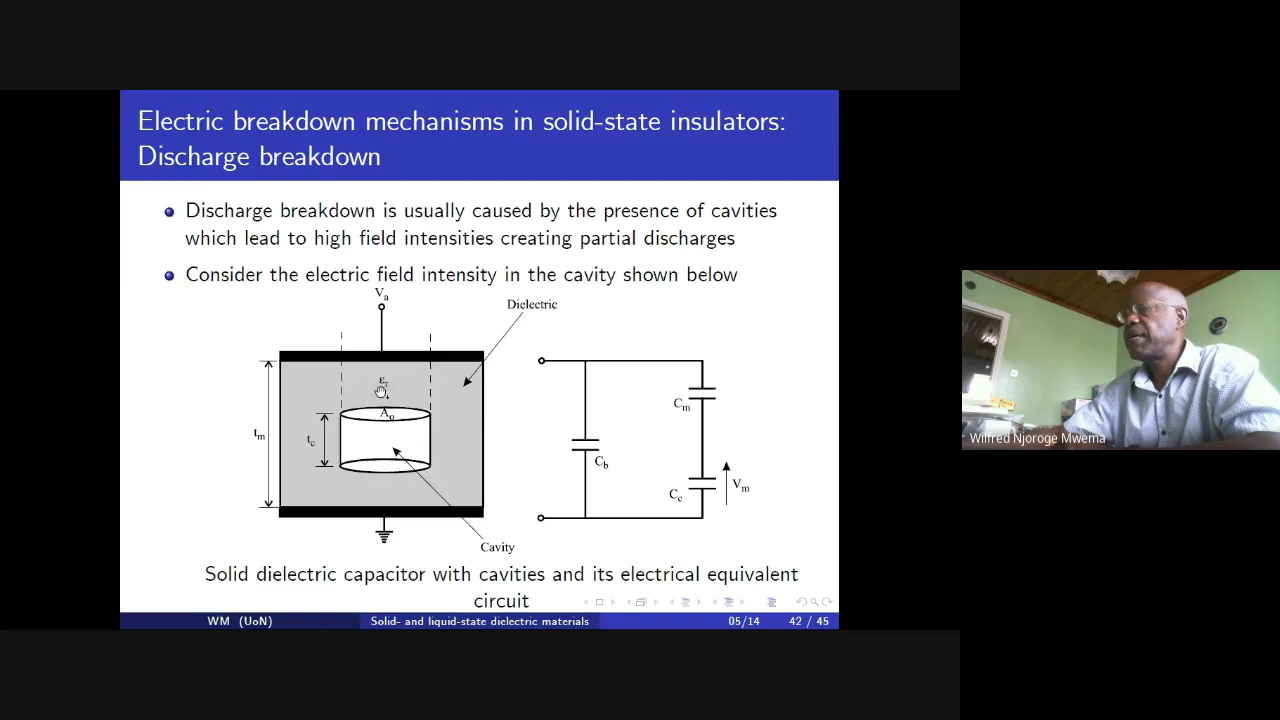 Electric breakdown mechanisms in solid-state insulators:
Discharge breakdown
Discharge breakdown is usually caused by the presence of cavities
which lead to high field intensities creating partial discharges
Consider the electric field intensity in the cavity shown below
Va
Dielectric
εr
Ao
tm
tc
Cavity
Cm
Cb
Cc
Vm
Solid dielectric capacitor with cavities and its electrical equivalent
circuit
WM (UoN)
Solid- and liquid-state dielectric materials
05/14
42 / 45
Wilfred Njoroge Mwema